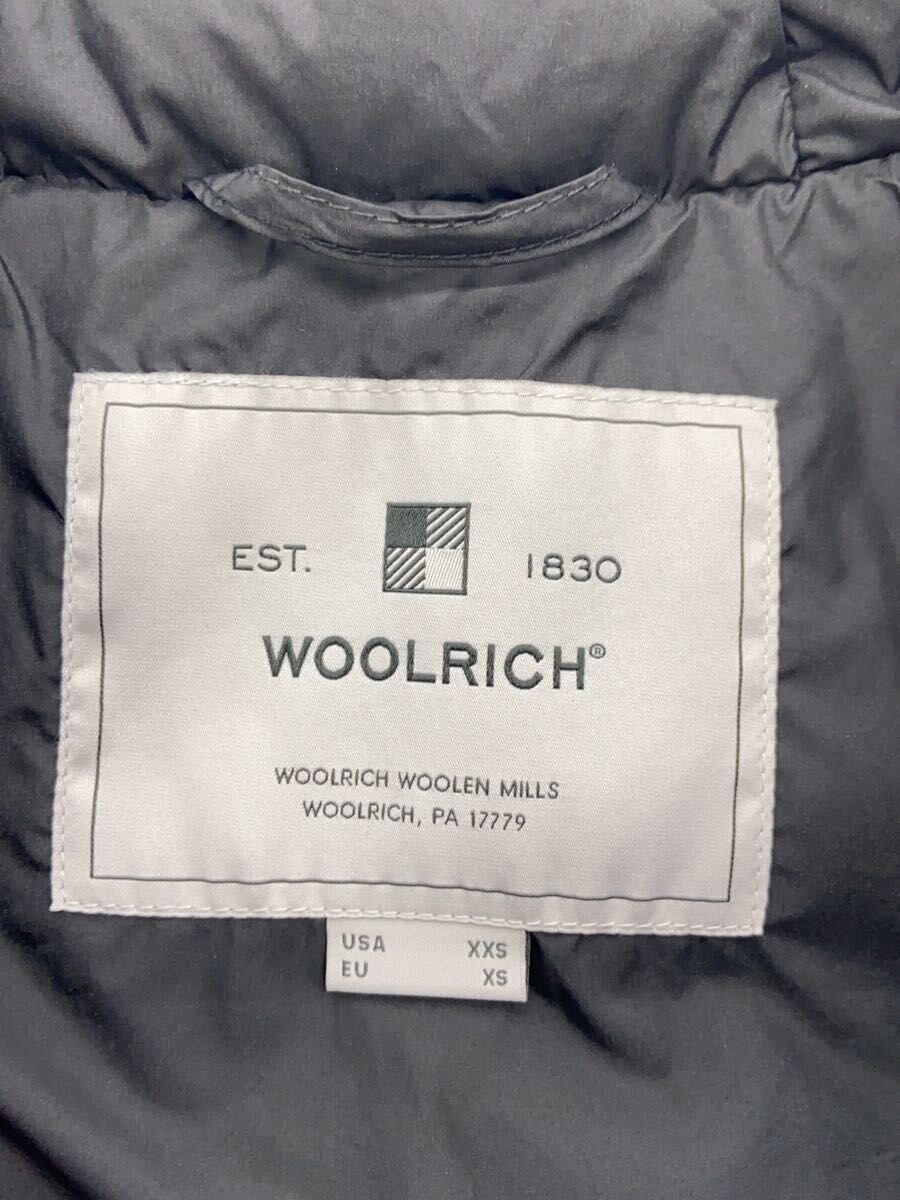 EST. 1830
WOOLRICH®
WOOLRICH WOOLEN MILLS
WOOLRICH, PA 17779
USA XXS
EU XS